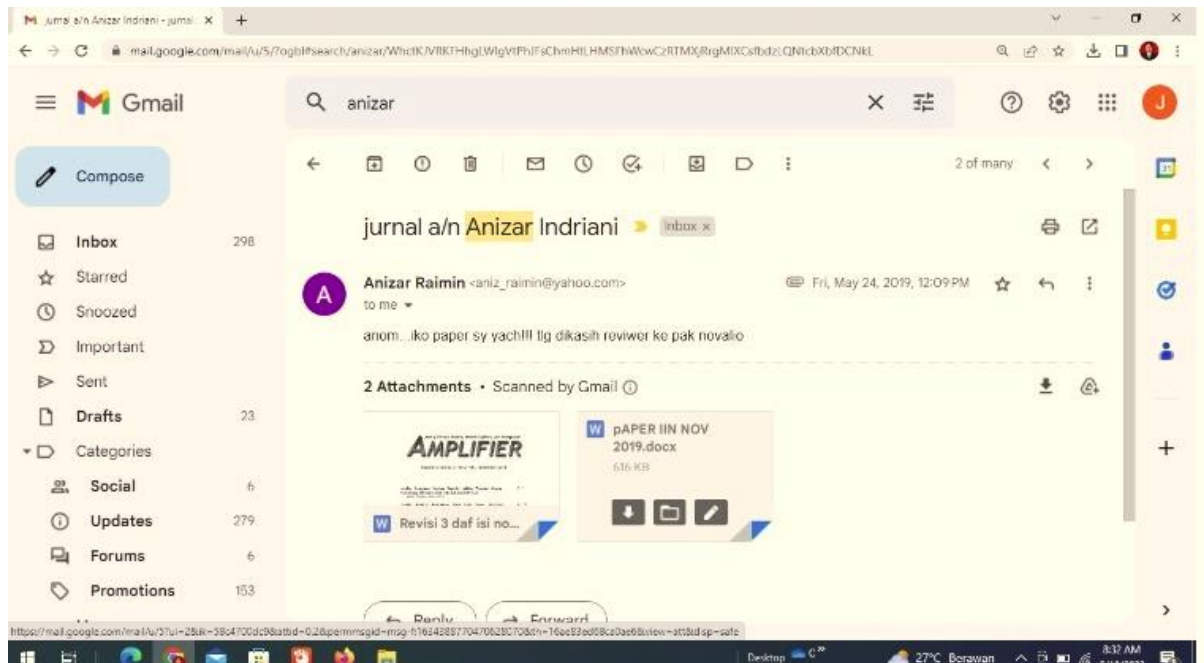 jurnal a/n Anizar Indriani - jurnal
mail.google.com/mail/u/5/?ogbl#search/anizar/
Gmail
anizar
J
Compose
2 of many
jurnal a/n Anizar Indriani
Inbox x
Inbox 298
Starred
Snoozed
Important
Sent
Drafts 23
Categories
Social 6
Updates 279
Forums 6
Promotions 153
A
Anizar Raimin <aniz_raimin@yahoo.com>
Fri, May 24, 2019, 12:09 PM
to me
anom...iko paper sy yach!!! tlg dikasih reviwer ke pak novalio
2 Attachments • Scanned by Gmail
AMPLIFIER
W Revisi 3 daf isi no...
W pAPER IIN NOV
2019.docx
616 KB
Reply
Forward
31
Desktop
27°C Berawan
8:32 AM